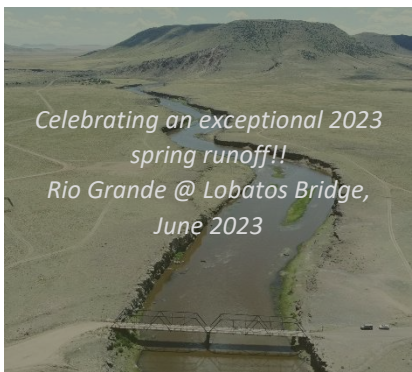 Celebrating an exceptional 2023
spring runoff!!
Rio Grande @ Lobatos Bridge,
June 2023